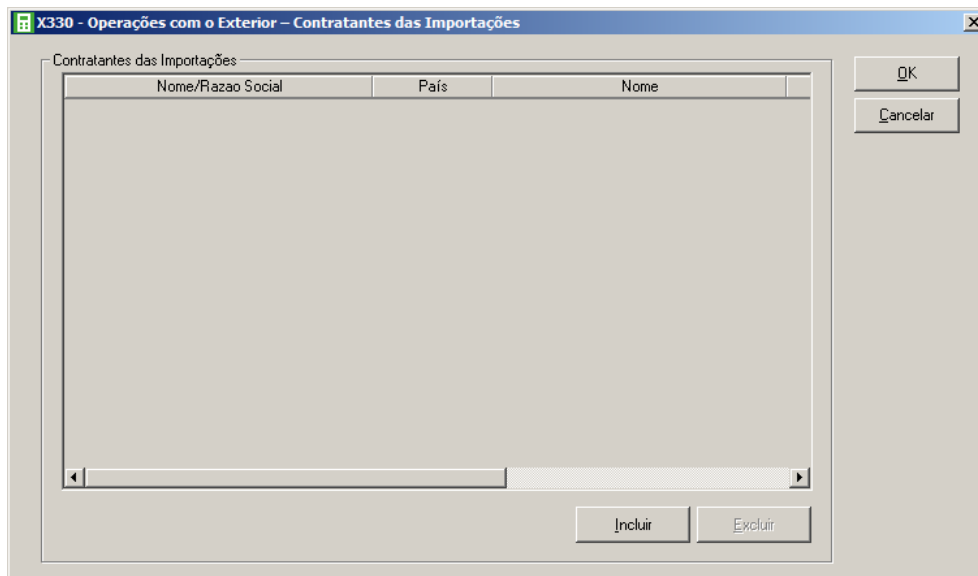 X330 - Operações com o Exterior – Contratantes das Importações
Contratantes das Importações
Nome/Razao Social País Nome
OK
Cancelar
Incluir Excluir